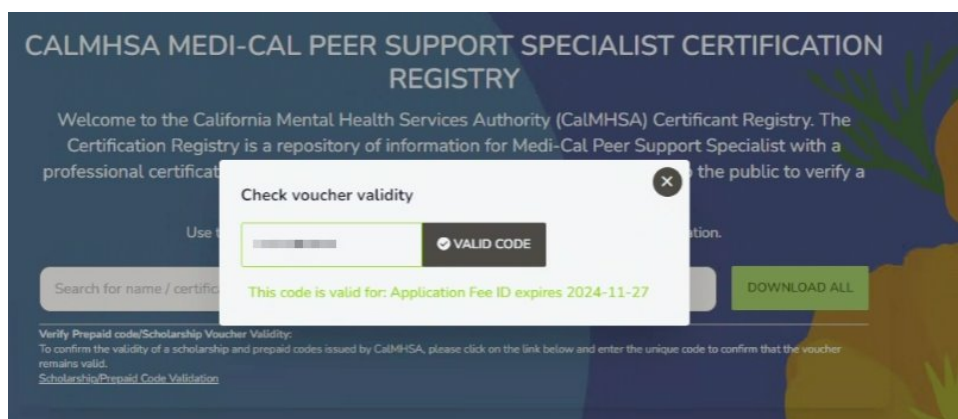 CALMHSA MEDI-CAL PEER SUPPORT SPECIALIST CERTIFICATION
REGISTRY
Welcome to the California Mental Health Services Authority (CalMHSA) Certificant Registry. The
Certification Registry is a repository of information for Medi-Cal Peer Support Specialist with a
professional certificat the public to verify a
Check voucher validity
Use t ation.
VALID CODE
Search for name / certific DOWNLOAD ALL
This code is valid for: Application Fee ID expires 2024-11-27
Verify Prepaid code/Scholarship Voucher Validity:
To confirm the validity of a scholarship and prepaid codes issued by CalMHSA, please click on the link below and enter the unique code to confirm that the voucher
remains valid.
Scholarship/Prepaid Code Validation